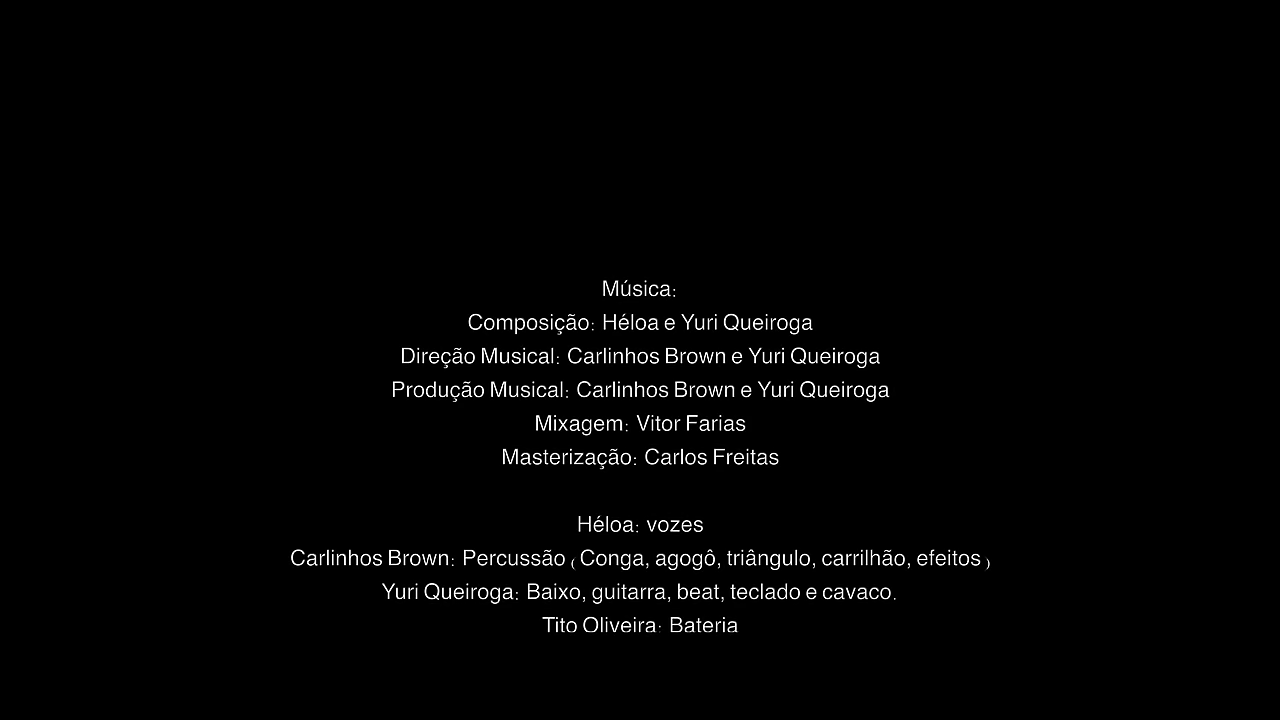 Música:
Composição: Héloa e Yuri Queiroga
Direção Musical: Carlinhos Brown e Yuri Queiroga
Produção Musical: Carlinhos Brown e Yuri Queiroga
Mixagem: Vitor Farias
Masterização: Carlos Freitas
Héloa: vozes
Carlinhos Brown: Percussão ( Conga, agogô, triângulo, carrilhão, efeitos )
Yuri Queiroga: Baixo, guitarra, beat, teclado e cavaco.
Tito Oliveira: Bateria